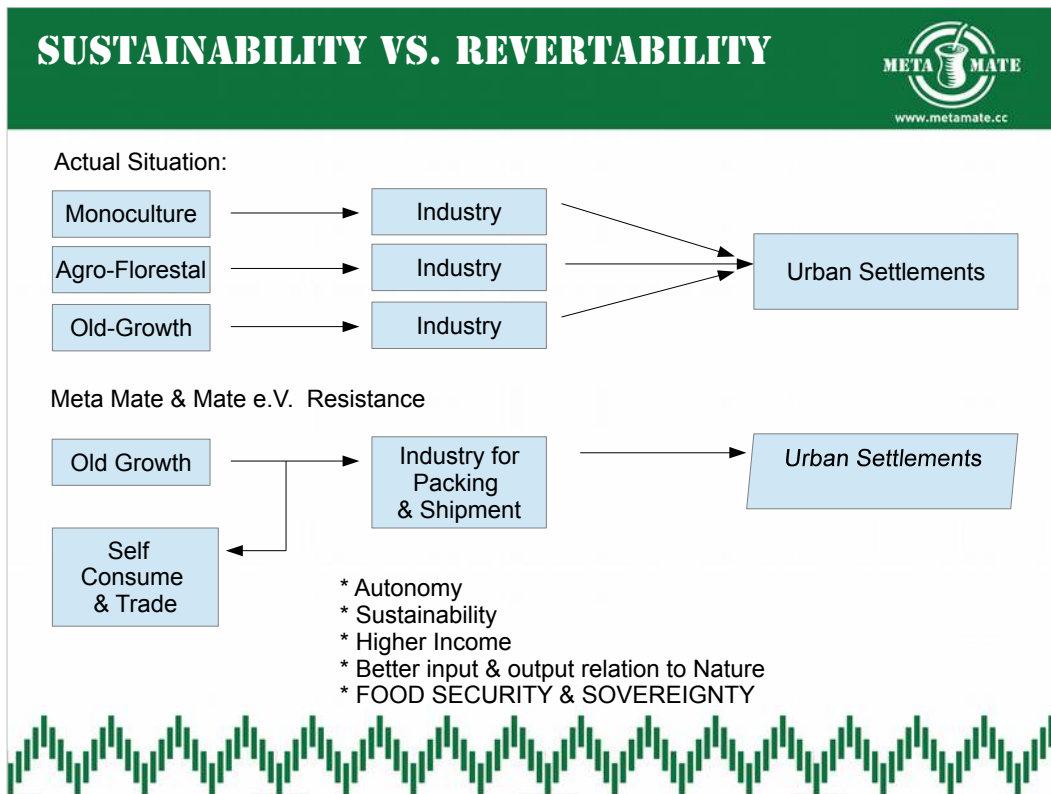 SUSTAINABILITY VS. REVERTABILITY
META MATE
www.metamate.cc
Actual Situation:
Monoculture
Industry
Agro-Florestal
Industry
Urban Settlements
Old-Growth
Industry
Meta Mate & Mate e.V. Resistance
Old Growth
Industry for
Packing
& Shipment
Urban Settlements
Self
Consume
& Trade
* Autonomy
* Sustainability
* Higher Income
* Better input & output relation to Nature
* FOOD SECURITY & SOVEREIGNTY